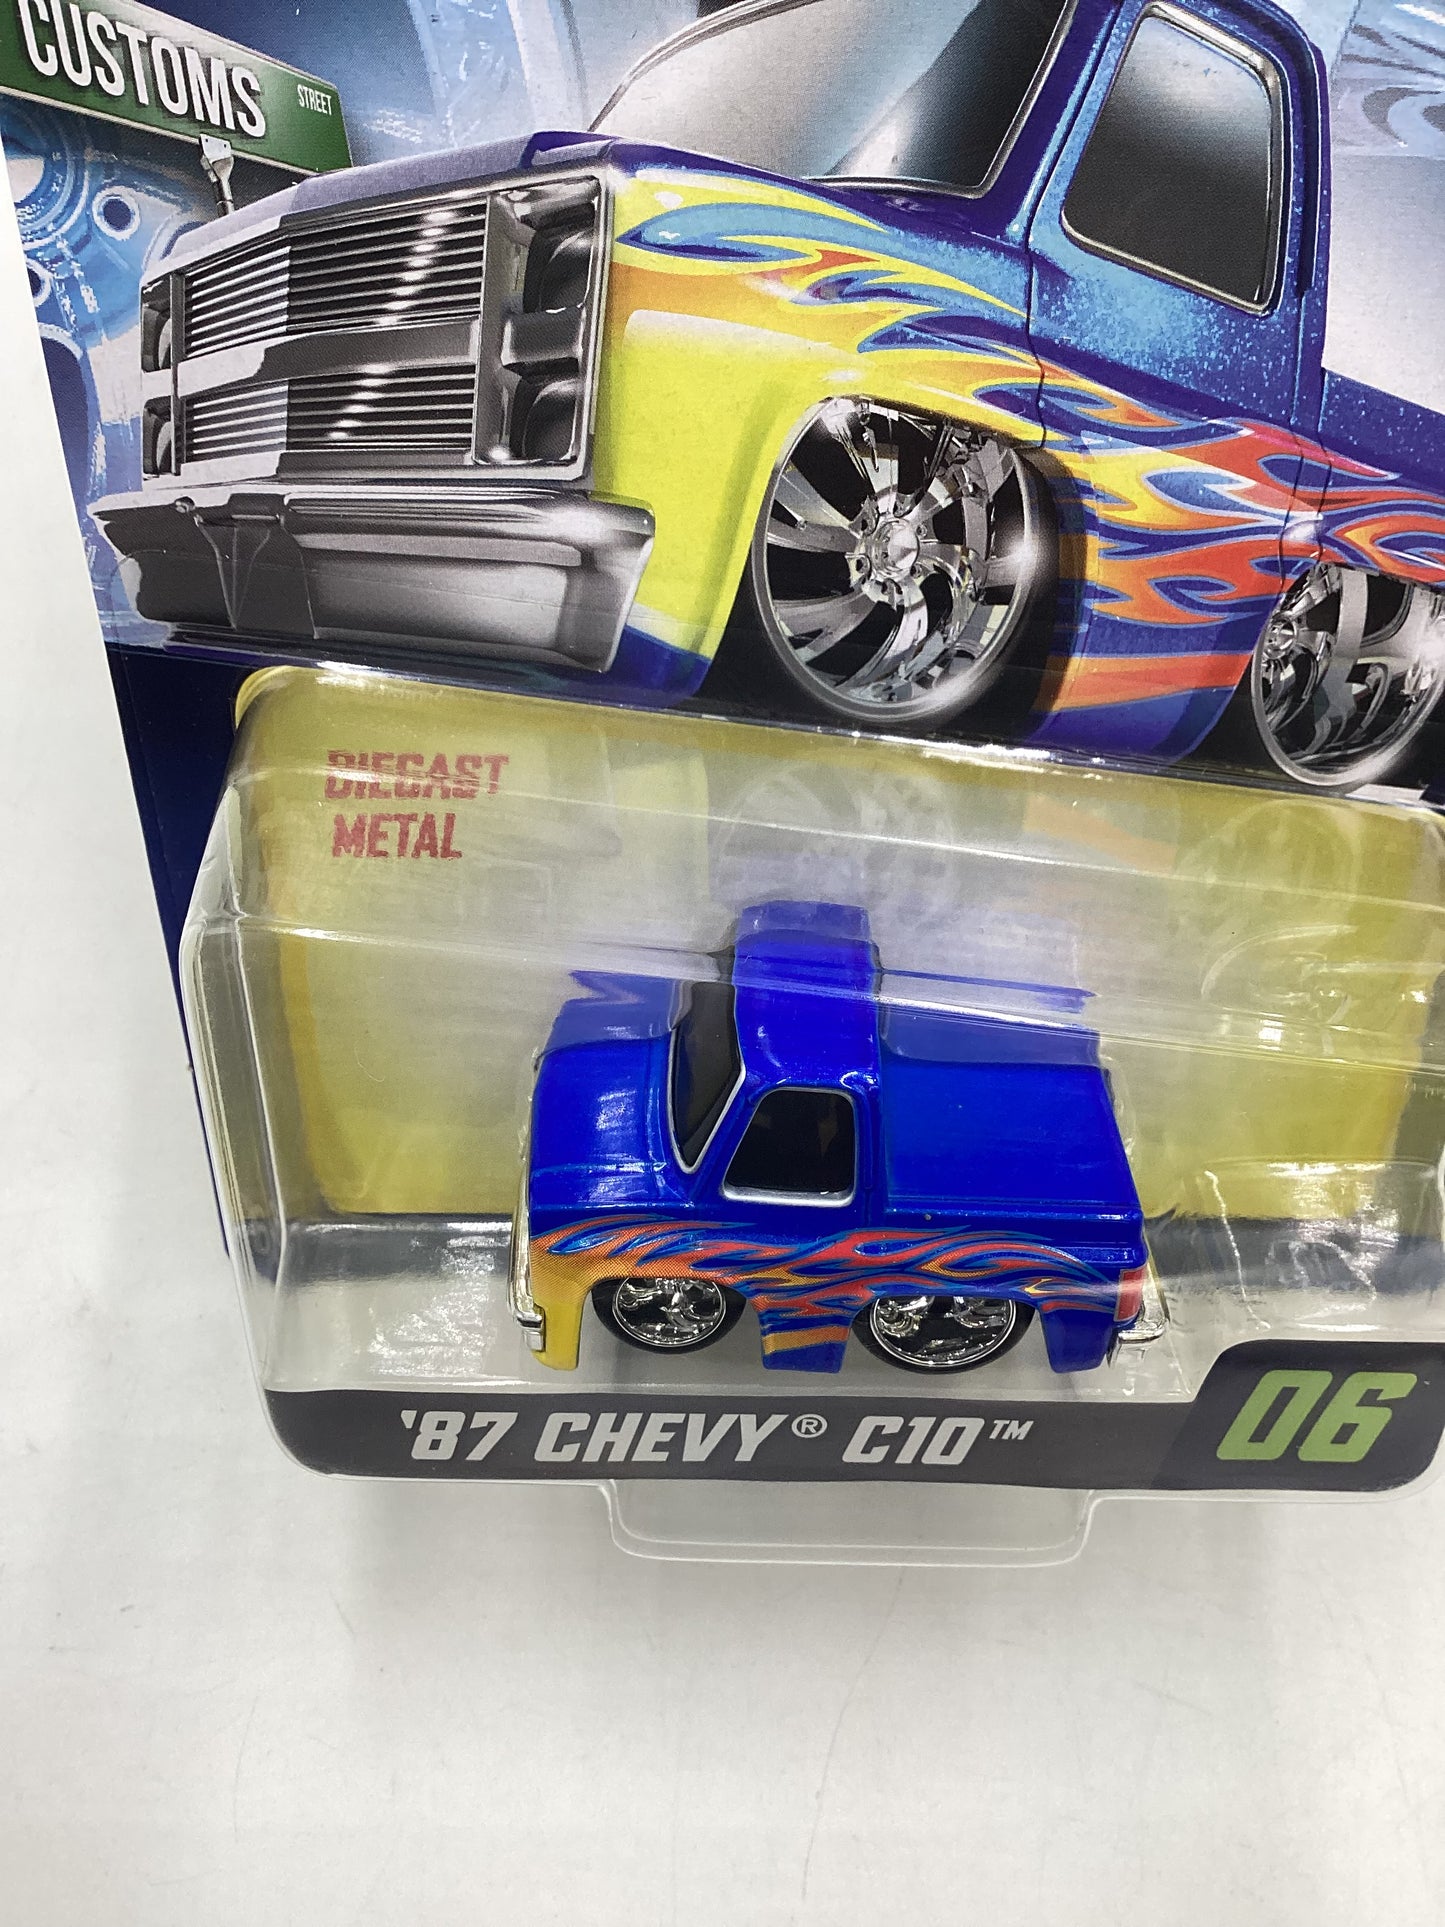 CUSTOMS STREET
DIECAST
METAL
'87 CHEVY® C10™
06